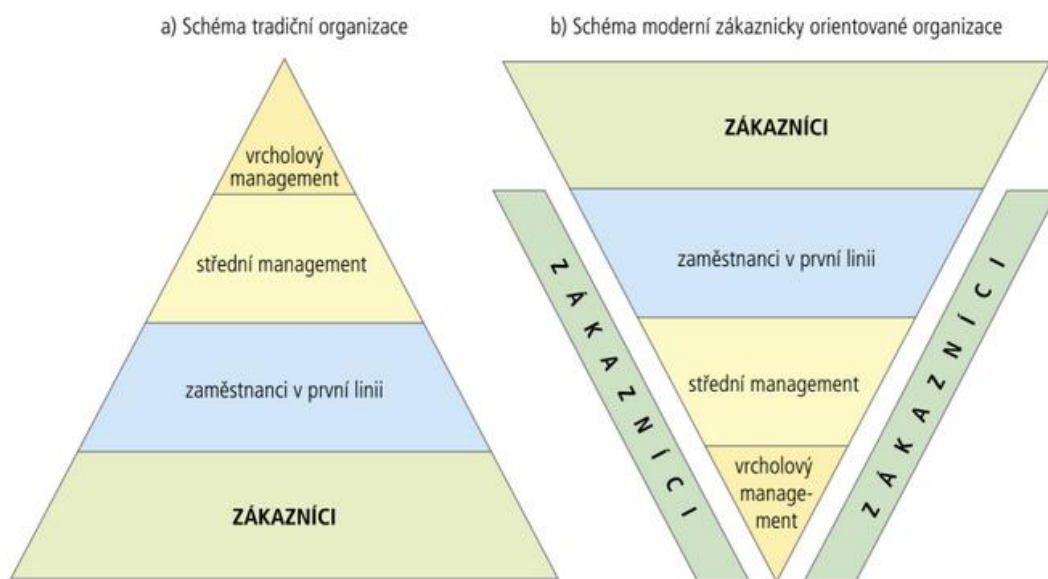 a) Schéma tradiční organizace
vrcholový
management
střední management
zaměstnanci v první linii
ZÁKAZNÍCI
b) Schéma moderní zákaznicky orientované organizace
ZÁKAZNÍCI
zaměstnanci v první linii
střední management
vrcholový
manage-
ment
ZÁKAZNÍCI
ZÁKAZNÍCI